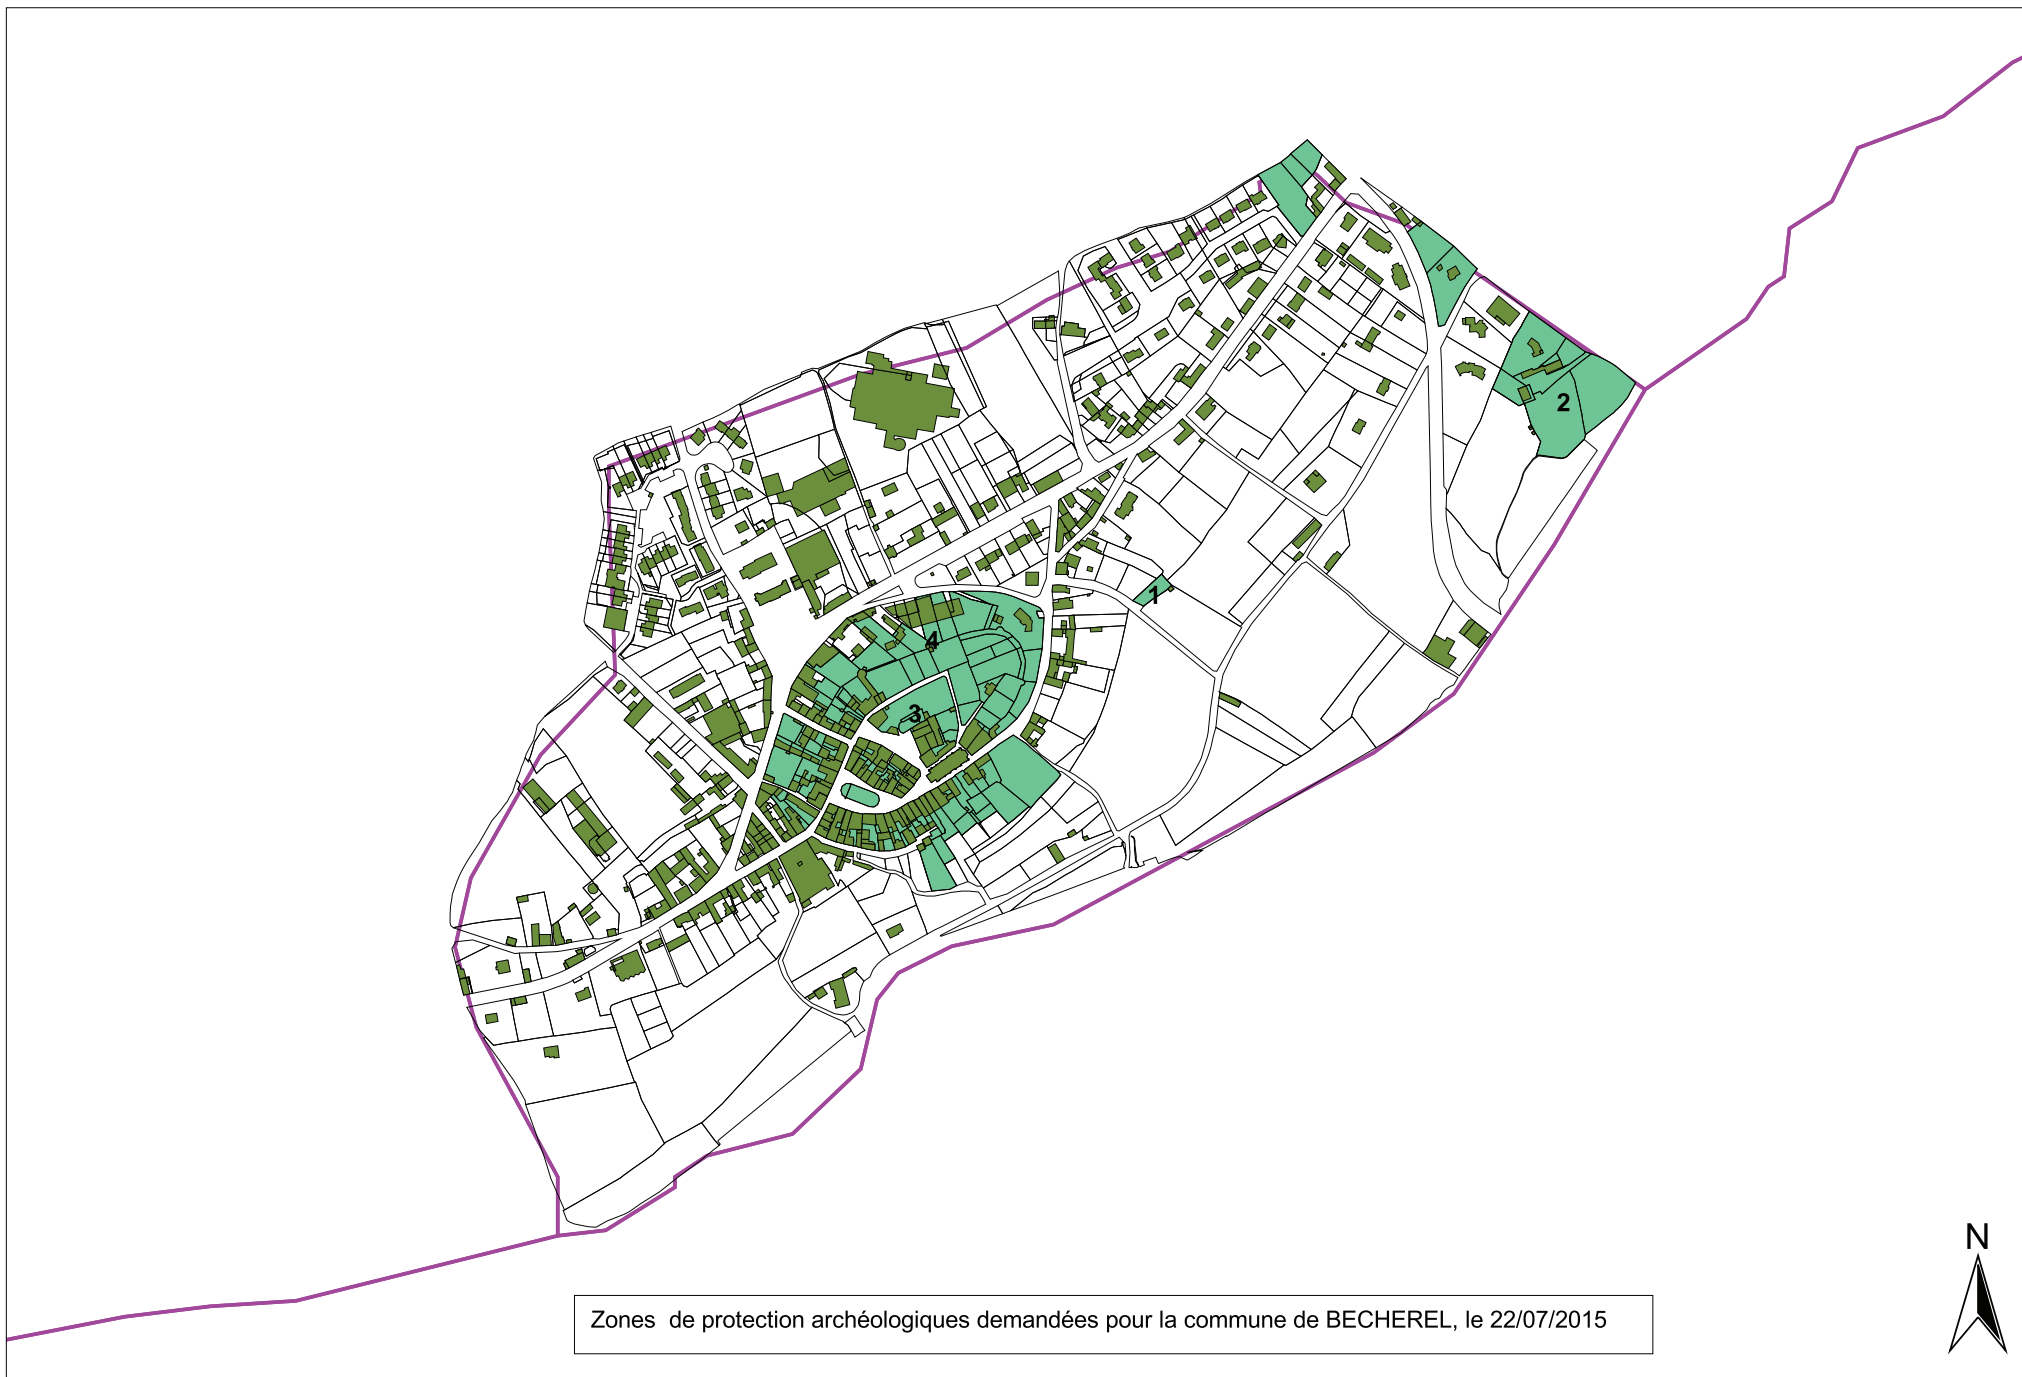 2
1
4
3
N
Zones  de protection archéologiques demandées pour la commune de BECHEREL, le 22/07/2015